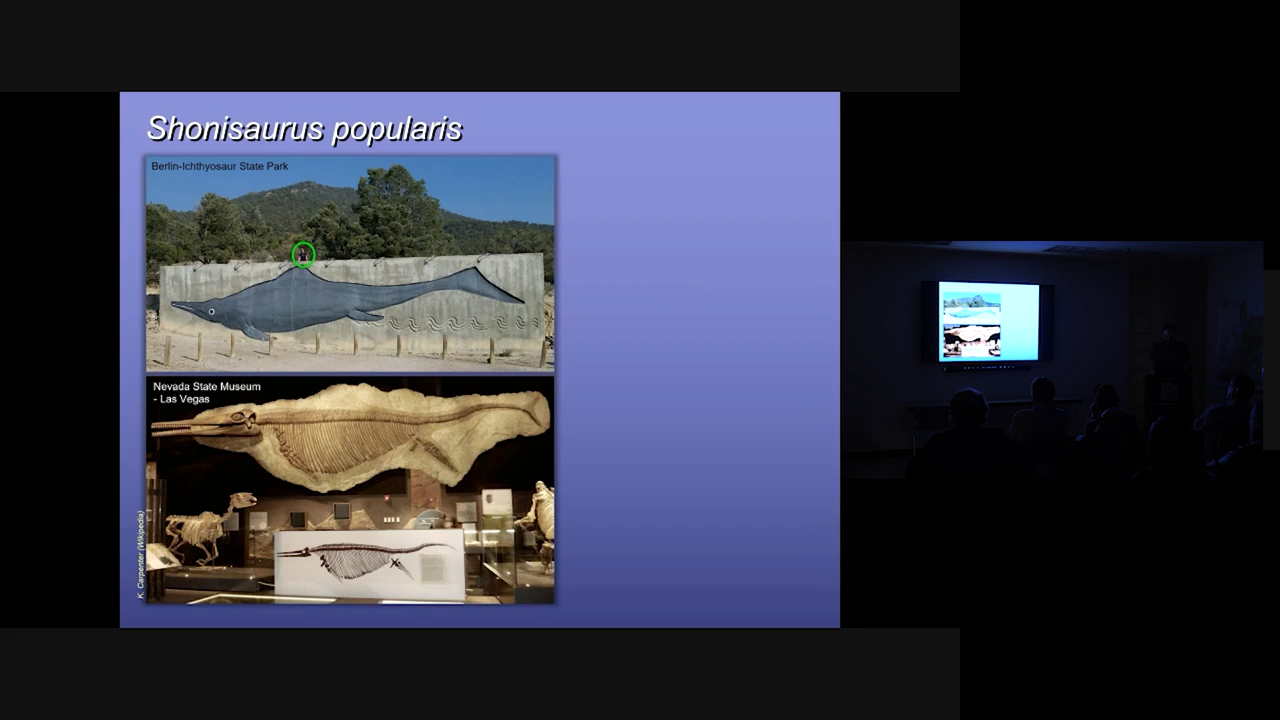 Shonisaurus popularis
Berlin-Ichthyosaur State Park
Nevada State Museum
- Las Vegas
K. Carpenter (Wikipedia)